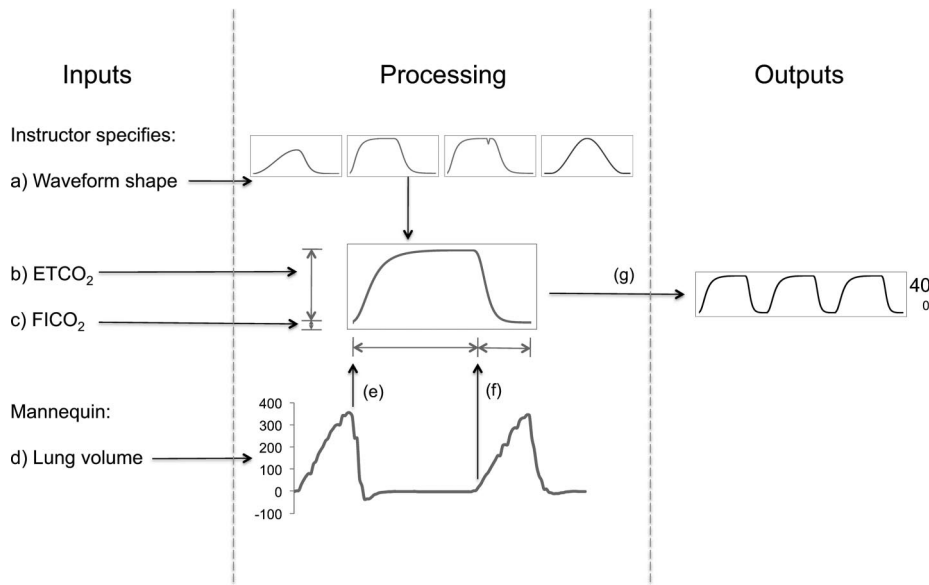 Inputs
Processing
Outputs
Instructor specifies:
a) Waveform shape
b) ETCO₂
c) FICO₂
(g)
40
0
(e)
(f)
Mannequin:
d) Lung volume
400
300
200
100
0
-100